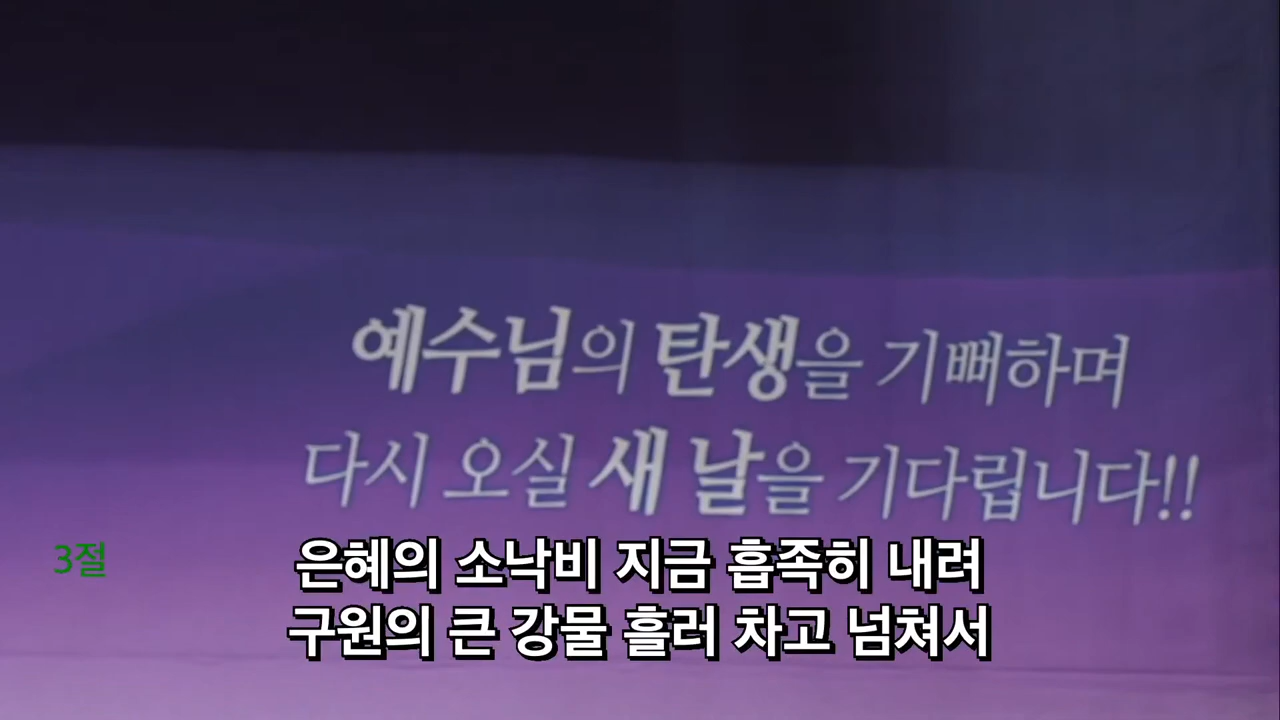 예수님의 탄생을 기뻐하며
다시 오실 새 날을 기다립니다!!
3절
은혜의 소낙비 지금 흡족히 내려
구원의 큰 강물 흘러 차고 넘쳐서